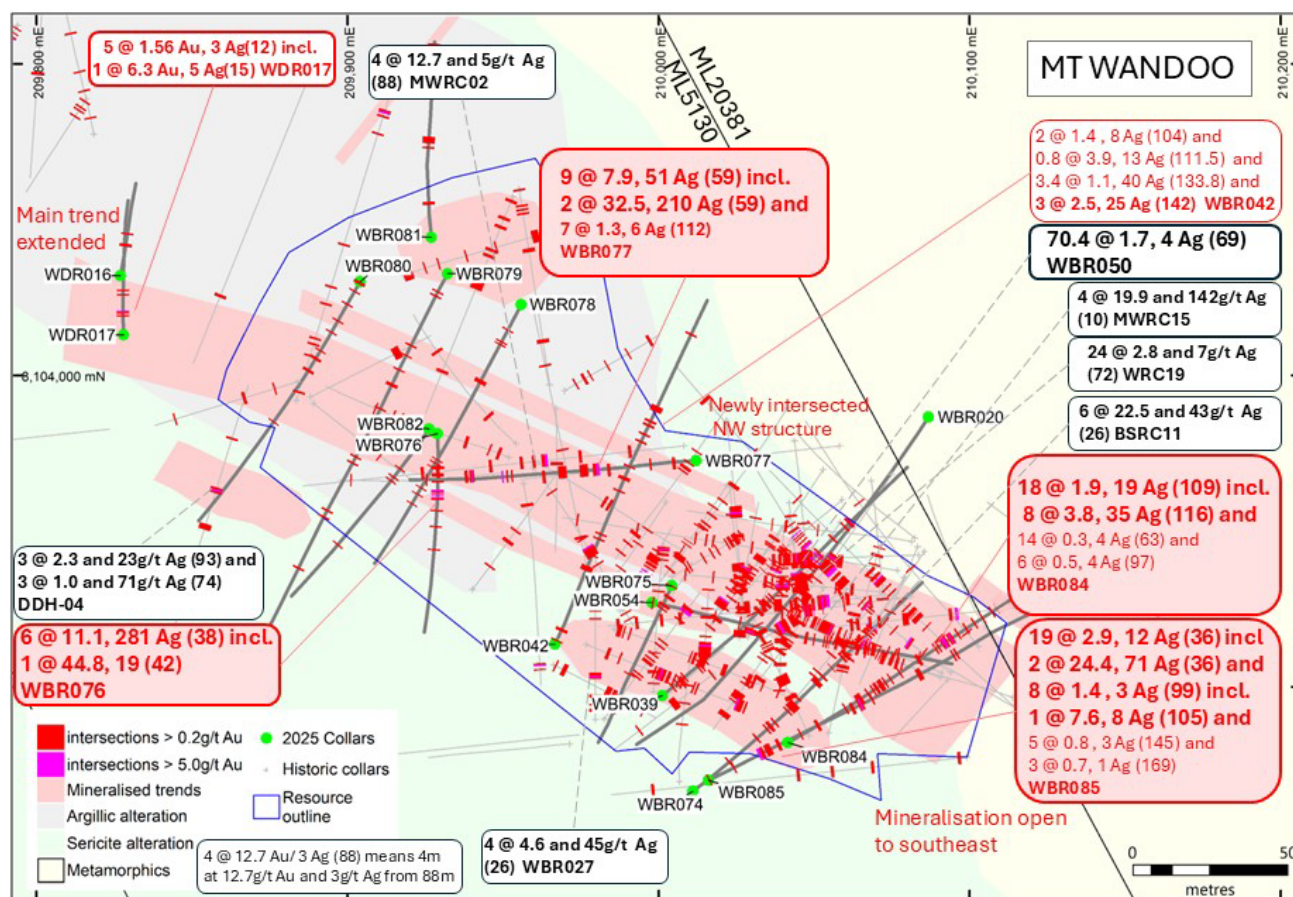 209,800 mE
209,900 mE
210,000 mE
210,100 mE
210,200 mE
MT WANDOO
ML20381
ML5130
5 @ 1.56 Au, 3 Ag(12) incl.
1 @ 6.3 Au, 5 Ag(15) WDR017
4 @ 12.7 and 5g/t Ag
(88) MWRC02
9 @ 7.9, 51 Ag (59) incl.
2 @ 32.5, 210 Ag (59) and
7 @ 1.3, 6 Ag (112)
WBR077
2 @ 1.4 , 8 Ag (104) and
0.8 @ 3.9, 13 Ag (111.5) and
3.4 @ 1.1, 40 Ag (133.8) and
3 @ 2.5, 25 Ag (142) WBR042
70.4 @ 1.7, 4 Ag (69)
WBR050
4 @ 19.9 and 142g/t Ag
(10) MWRC15
24 @ 2.8 and 7g/t Ag
(72) WRC19
6 @ 22.5 and 43g/t Ag
(26) BSRC11
18 @ 1.9, 19 Ag (109) incl.
8 @ 3.8, 35 Ag (116) and
14 @ 0.3, 4 Ag (63) and
6 @ 0.5, 4 Ag (97)
WBR084
19 @ 2.9, 12 Ag (36) incl
2 @ 24.4, 71 Ag (36) and
8 @ 1.4, 3 Ag (99) incl.
1 @ 7.6, 8 Ag (105) and
5 @ 0.8 , 3 Ag (145) and
3 @ 0.7, 1 Ag (169)
WBR085
Main trend
extended
WDR016
WDR017
8,104,000 mN
WBR081
WBR080
WBR079
WBR078
WBR082
WBR076
Newly intersected
NW structure
WBR020
WBR077
WBR075
WBR054
WBR042
WBR039
WBR084
WBR085
WBR074
3 @ 2.3 and 23g/t Ag (93) and
3 @ 1.0 and 71g/t Ag (74)
DDH-04
6 @ 11.1, 281 Ag (38) incl.
1 @ 44.8, 19 (42)
WBR076
intersections > 0.2g/t Au
intersections > 5.0g/t Au
Mineralised trends
Argillic alteration
Sericite alteration
Metamorphics
2025 Collars
Historic collars
Resource
outline
4 @ 12.7 Au/ 3 Ag (88) means 4m
at 12.7g/t Au and 3g/t Ag from 88m
4 @ 4.6 and 45g/t Ag
(26) WBR027
Mineralisation open
to southeast
0 50
metres